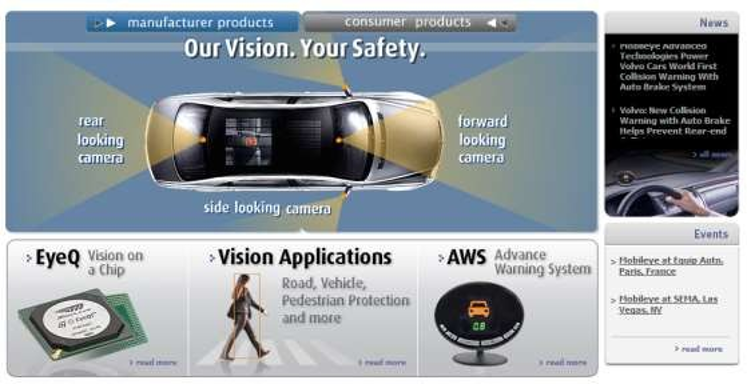 manufacturer products
consumer products
Our Vision. Your Safety.
rear
looking
camera
forward
looking
camera
side looking camera
News
Mobileye Advanced
Technologies Power
Volvo Cars World First
Collision Warning With
Auto Brake System
Volvo: New Collision
Warning with Auto Brake
Helps Prevent Rear-end
> all news
Events
> Mobileye at Equip Auto,
Paris, France
> Mobileye at SEMA, Las
Vegas, NV
> read more
› EyeQ Vision on
a Chip
EyeQ
> read more
› Vision Applications
Road, Vehicle,
Pedestrian Protection
and more
> read more
› AWS Advance
Warning System
0.8
> read more